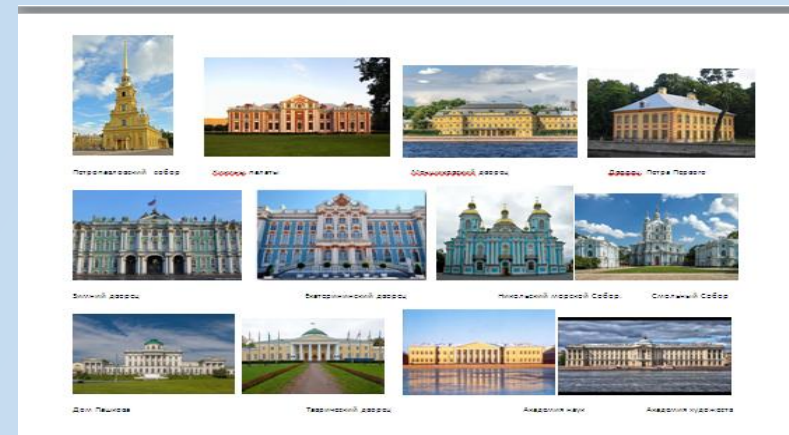 Петропавловский собор Кикины палаты Меншиковский дворец Дворец Петра Первого
Зимний дворец Екатерининский дворец Никольский морской Собор. Смольный Собор
Дом Пашкова Таврический дворец Академия наук Академия художеств